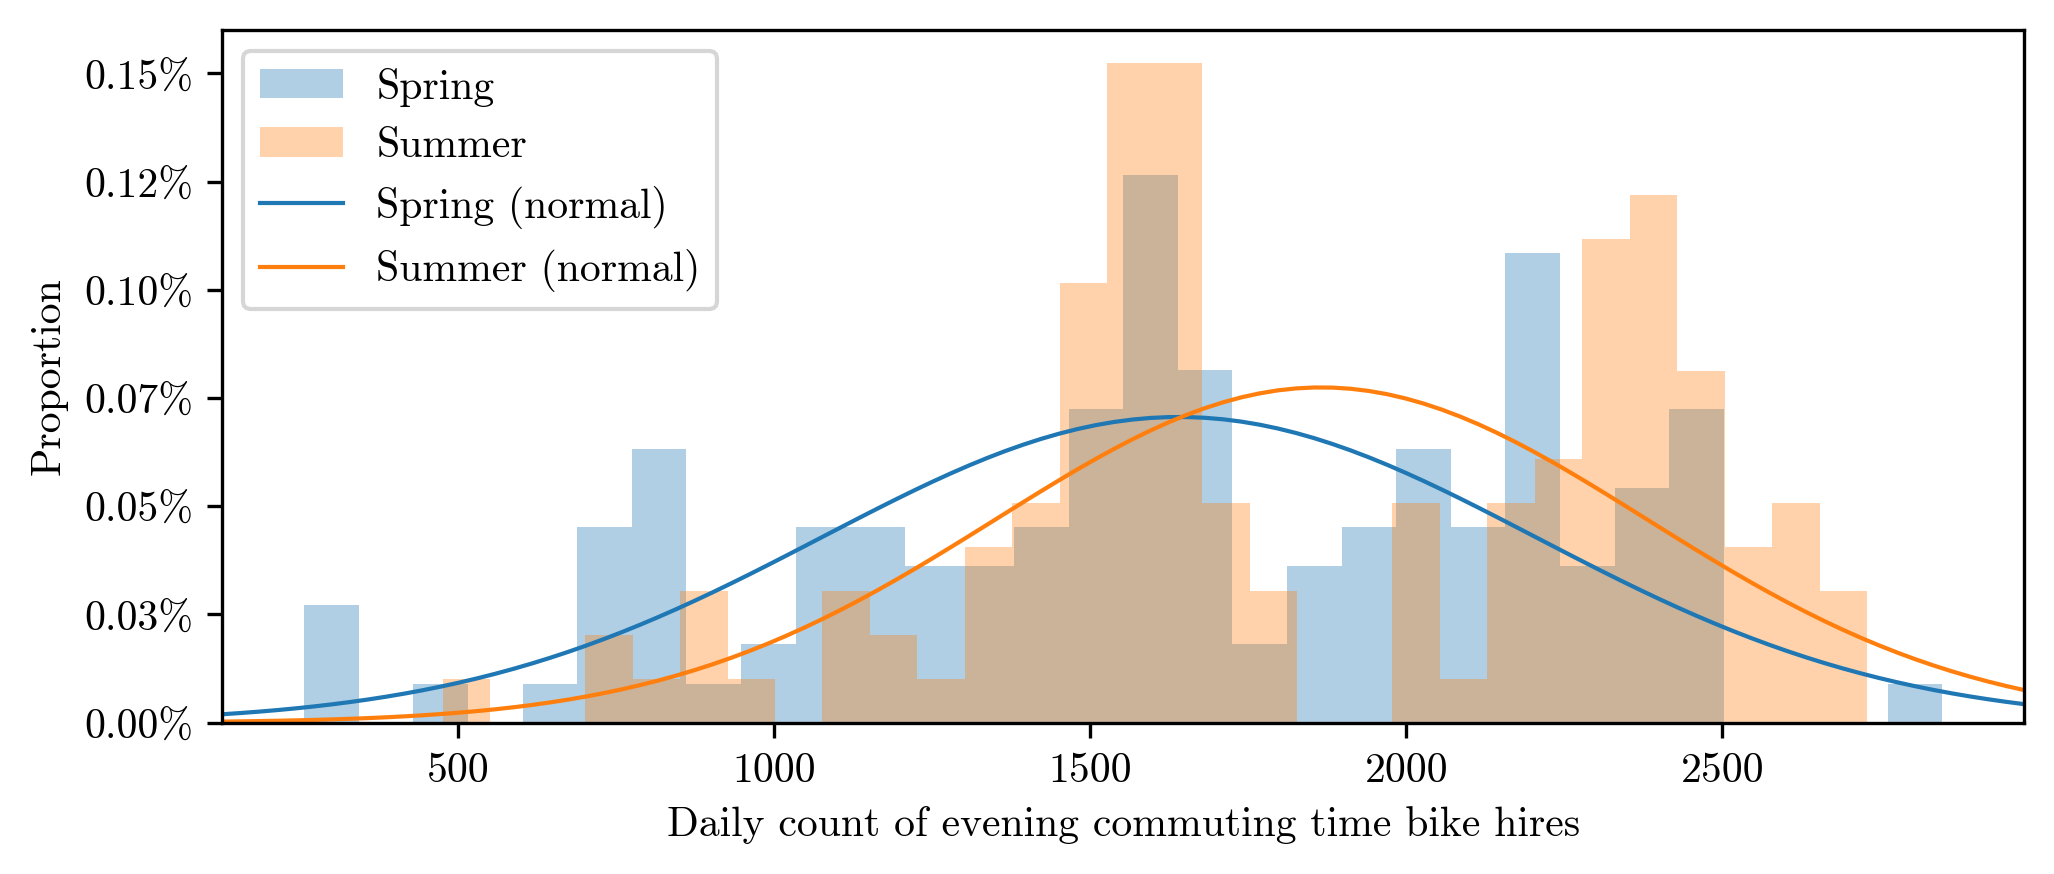 Spring
Summer
Spring (normal)
Summer (normal)
0.15%
0.12%
0.10%
0.07%
0.05%
0.03%
0.00%
Proportion
500 1000 1500 2000 2500
Daily count of evening commuting time bike hires